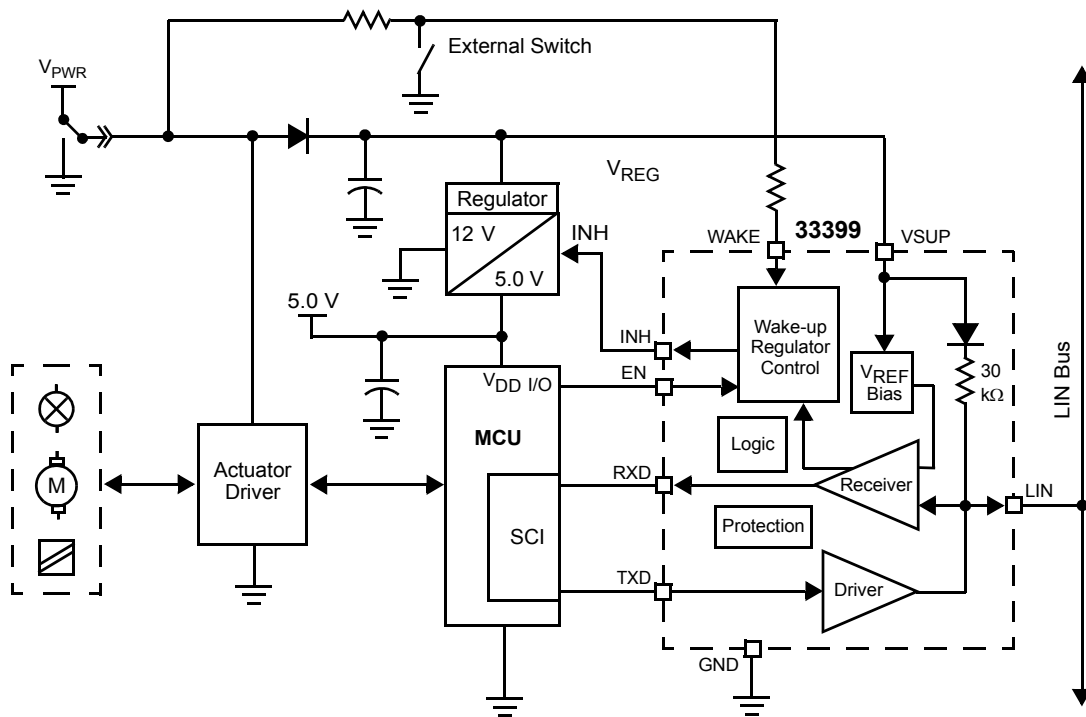 External Switch
VPWR
VREG
Regulator
12 V
5.0 V
INH
WAKE
33399
VSUP
5.0 V
INH
EN
Wake-up
Regulator
Control
VREF
Bias
30
kΩ
LIN Bus
VDD I/O
MCU
SCI
Actuator
Driver
M
Logic
RXD
Receiver
LIN
Protection
TXD
Driver
GND